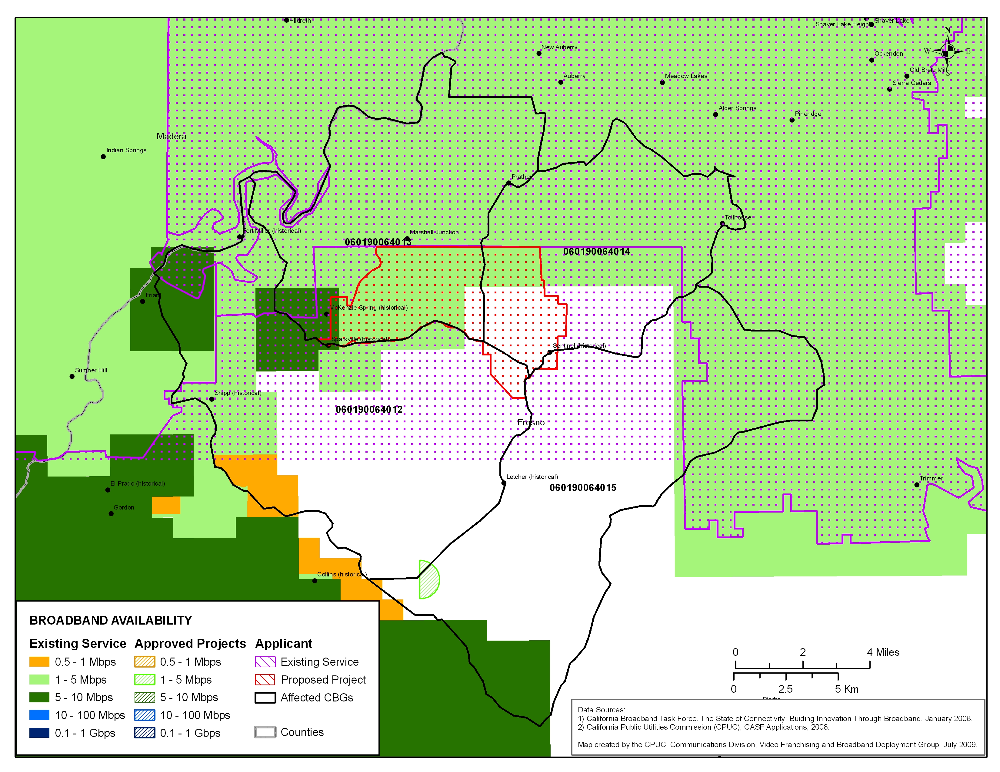 Hildreth
Shaver Lake
Shaver Lake Height
N
New Auberry
W
E
Ockenden
Old Bretz Mill
S
Auberry
Meadow Lakes
Sierra Cedars
Alder Springs
Pineridge
Madera
Indian Springs
Prather
Tollhouse
Fort Miller (historical)
Marshall Junction
060190064013
060190064014
Friant
McKenzie Spring (historical)
Sparkville (historical)
Sentinel (historical)
Sumner Hill
Shipp (historical)
060190064012
Fresno
Letcher (historical)
Trimmer
El Prado (historical)
060190064015
Gordon
Collins (historical)
BROADBAND AVAILABILITY
Existing Service Approved Projects Applicant
0.5 - 1 Mbps 0.5 - 1 Mbps Existing Service
1 - 5 Mbps 1 - 5 Mbps Proposed Project
5 - 10 Mbps 5 - 10 Mbps Affected CBGs
10 - 100 Mbps 10 - 100 Mbps
0.1 - 1 Gbps 0.1 - 1 Gbps Counties
0 2 4 Miles
0 2.5 5 Km
Data Sources:
1) California Broadband Task Force. The State of Connectivity: Buiding Innovation Through Broadband, January 2008.
2) California Public Utilities Commission (CPUC), CASF Applications, 2008.
Map created by the CPUC, Communications Division, Video Franchising and Broadband Deployment Group, July 2009.